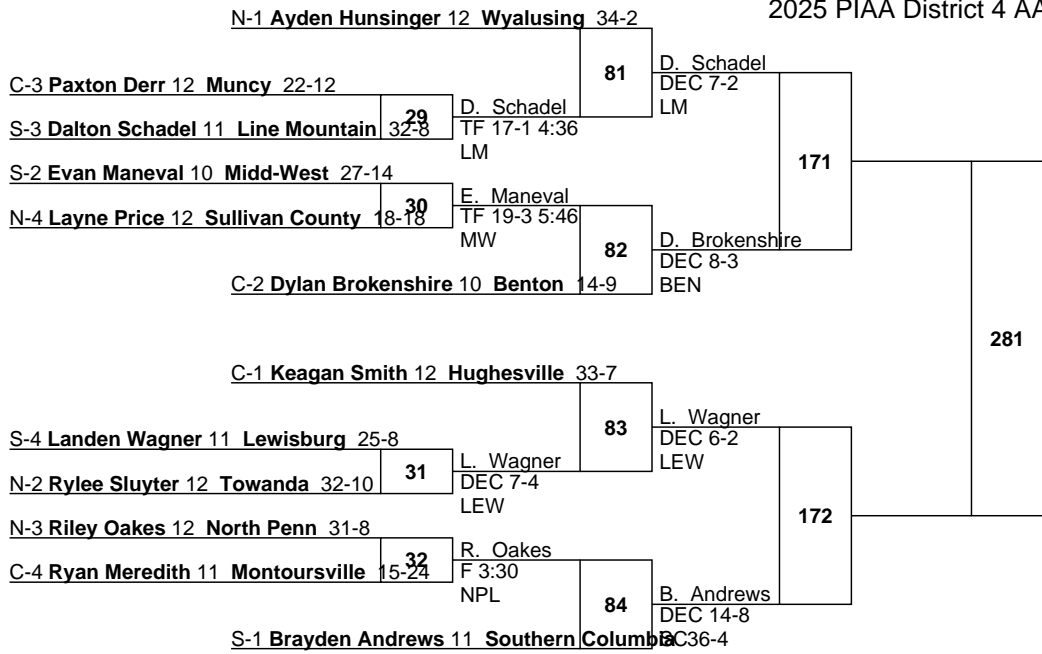 2025 PIAA District 4 AA
N-1 Ayden Hunsinger 12 Wyalusing 34-2
81
D. Schadel
DEC 7-2
LM
C-3 Paxton Derr 12 Muncy 22-12
29
D. Schadel
TF 17-1 4:36
LM
S-3 Dalton Schadel 11 Line Mountain 32-8
171
S-2 Evan Maneval 10 Midd-West 27-14
30
E. Maneval
TF 19-3 5:46
MW
N-4 Layne Price 12 Sullivan County 18-18
82
D. Brokenshire
DEC 8-3
BEN
C-2 Dylan Brokenshire 10 Benton 14-9
281
C-1 Keagan Smith 12 Hughesville 33-7
83
L. Wagner
DEC 6-2
LEW
S-4 Landen Wagner 11 Lewisburg 25-8
31
L. Wagner
DEC 7-4
LEW
N-2 Rylee Sluyter 12 Towanda 32-10
172
N-3 Riley Oakes 12 North Penn 31-8
32
R. Oakes
F 3:30
NPL
C-4 Ryan Meredith 11 Montoursville 15-24
84
B. Andrews
DEC 14-8
SC
S-1 Brayden Andrews 11 Southern Columbia 36-4